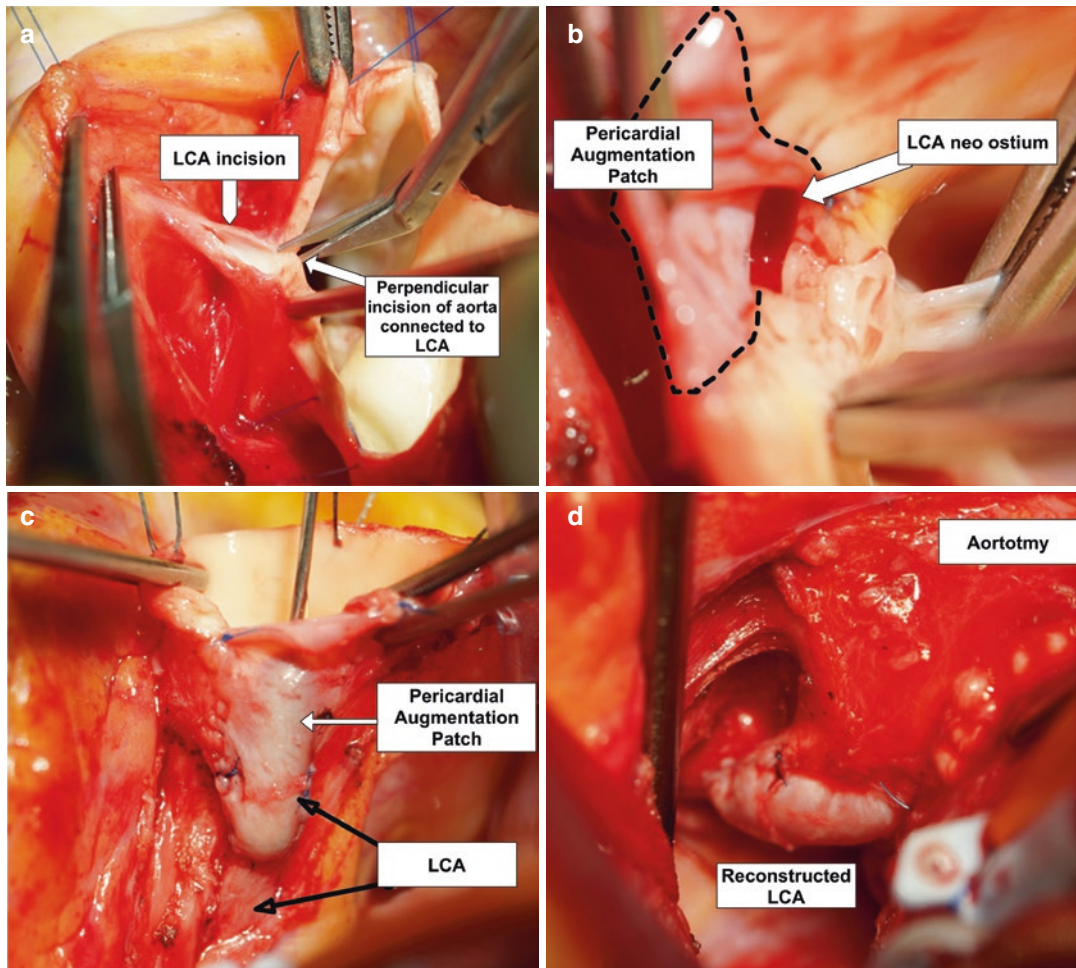 a
LCA incision
Perpendicular
incision of aorta
connected to
LCA
b
Pericardial
Augmentation
Patch
LCA neo ostium
c
Pericardial
Augmentation
Patch
LCA
d
Aortotmy
Reconstructed
LCA